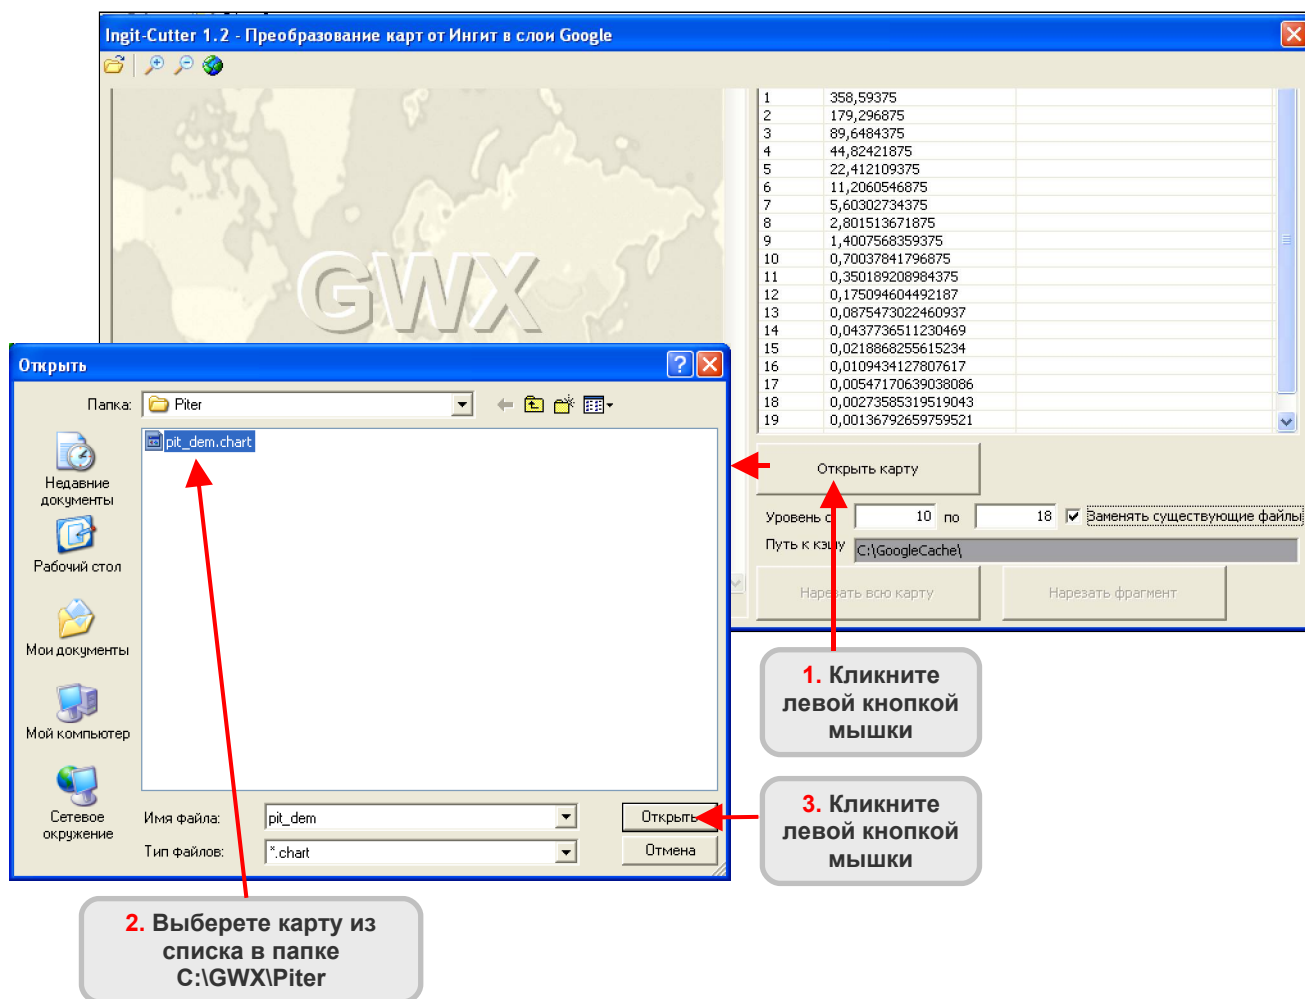 Ingit-Cutter 1.2 - Преобразование карт от Ингит в слои Google
GWX
1 358,59375
2 179,296875
3 89,6484375
4 44,82421875
5 22,412109375
6 11,2060546875
7 5,60302734375
8 2,801513671875
9 1,4007568359375
10 0,70037841796875
11 0,350189208984375
12 0,175094604492187
13 0,0875473022460937
14 0,0437736511230469
15 0,0218868255615234
16 0,0109434127807617
17 0,00547170639038086
18 0,00273585319519043
19 0,00136792659759521
Открыть карту
Уровень с 10 по 18 Заменять существующие файлы
Путь к кэшу C:\GoogleCache\
Нарезать всю карту Нарезать фрагмент
Открыть
Папка: Piter
pit_dem.chart
Недавние
документы
Рабочий стол
Мои документы
Мой компьютер
Сетевое
окружение
Имя файла: pit_dem Открыть
Тип файлов: *.chart Отмена
1. Кликните
левой кнопкой
мышки
3. Кликните
левой кнопкой
мышки
2. Выберете карту из
списка в папке
C:\GWX\Piter